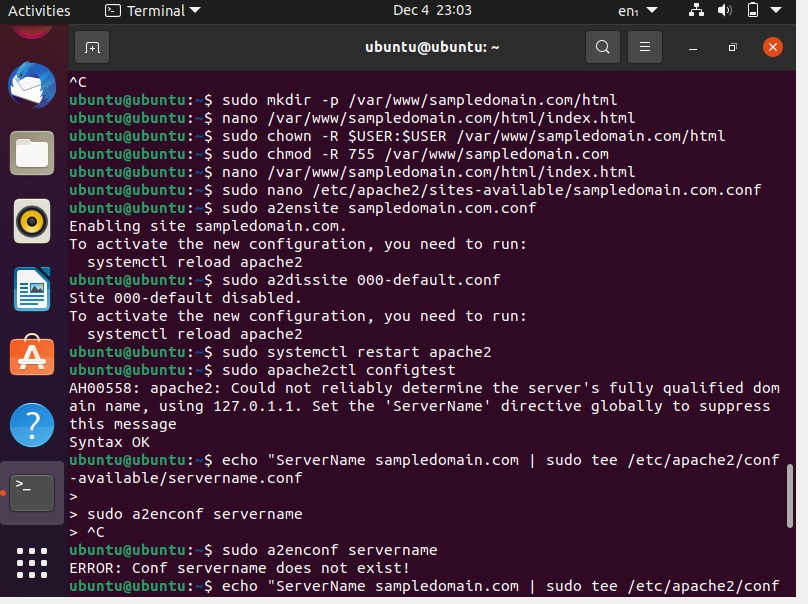 Activities Terminal Dec 4 23:03 en₁
ubuntu@ubuntu: ~
^C
ubuntu@ubuntu:~$ sudo mkdir -p /var/www/sampledomain.com/html
ubuntu@ubuntu:~$ nano /var/www/sampledomain.com/html/index.html
ubuntu@ubuntu:~$ sudo chown -R $USER:$USER /var/www/sampledomain.com/html
ubuntu@ubuntu:~$ sudo chmod -R 755 /var/www/sampledomain.com
ubuntu@ubuntu:~$ nano /var/www/sampledomain.com/html/index.html
ubuntu@ubuntu:~$ sudo nano /etc/apache2/sites-available/sampledomain.com.conf
ubuntu@ubuntu:~$ sudo a2ensite sampledomain.com.conf
Enabling site sampledomain.com.
To activate the new configuration, you need to run:
  systemctl reload apache2
ubuntu@ubuntu:~$ sudo a2dissite 000-default.conf
Site 000-default disabled.
To activate the new configuration, you need to run:
  systemctl reload apache2
ubuntu@ubuntu:~$ sudo systemctl restart apache2
ubuntu@ubuntu:~$ sudo apache2ctl configtest
AH00558: apache2: Could not reliably determine the server's fully qualified dom
ain name, using 127.0.1.1. Set the 'ServerName' directive globally to suppress
this message
Syntax OK
ubuntu@ubuntu:~$ echo "ServerName sampledomain.com | sudo tee /etc/apache2/conf
-available/servername.conf
>
> sudo a2enconf servername
> ^C
ubuntu@ubuntu:~$ sudo a2enconf servername
ERROR: Conf servername does not exist!
ubuntu@ubuntu:~$ echo "ServerName sampledomain.com | sudo tee /etc/apache2/conf